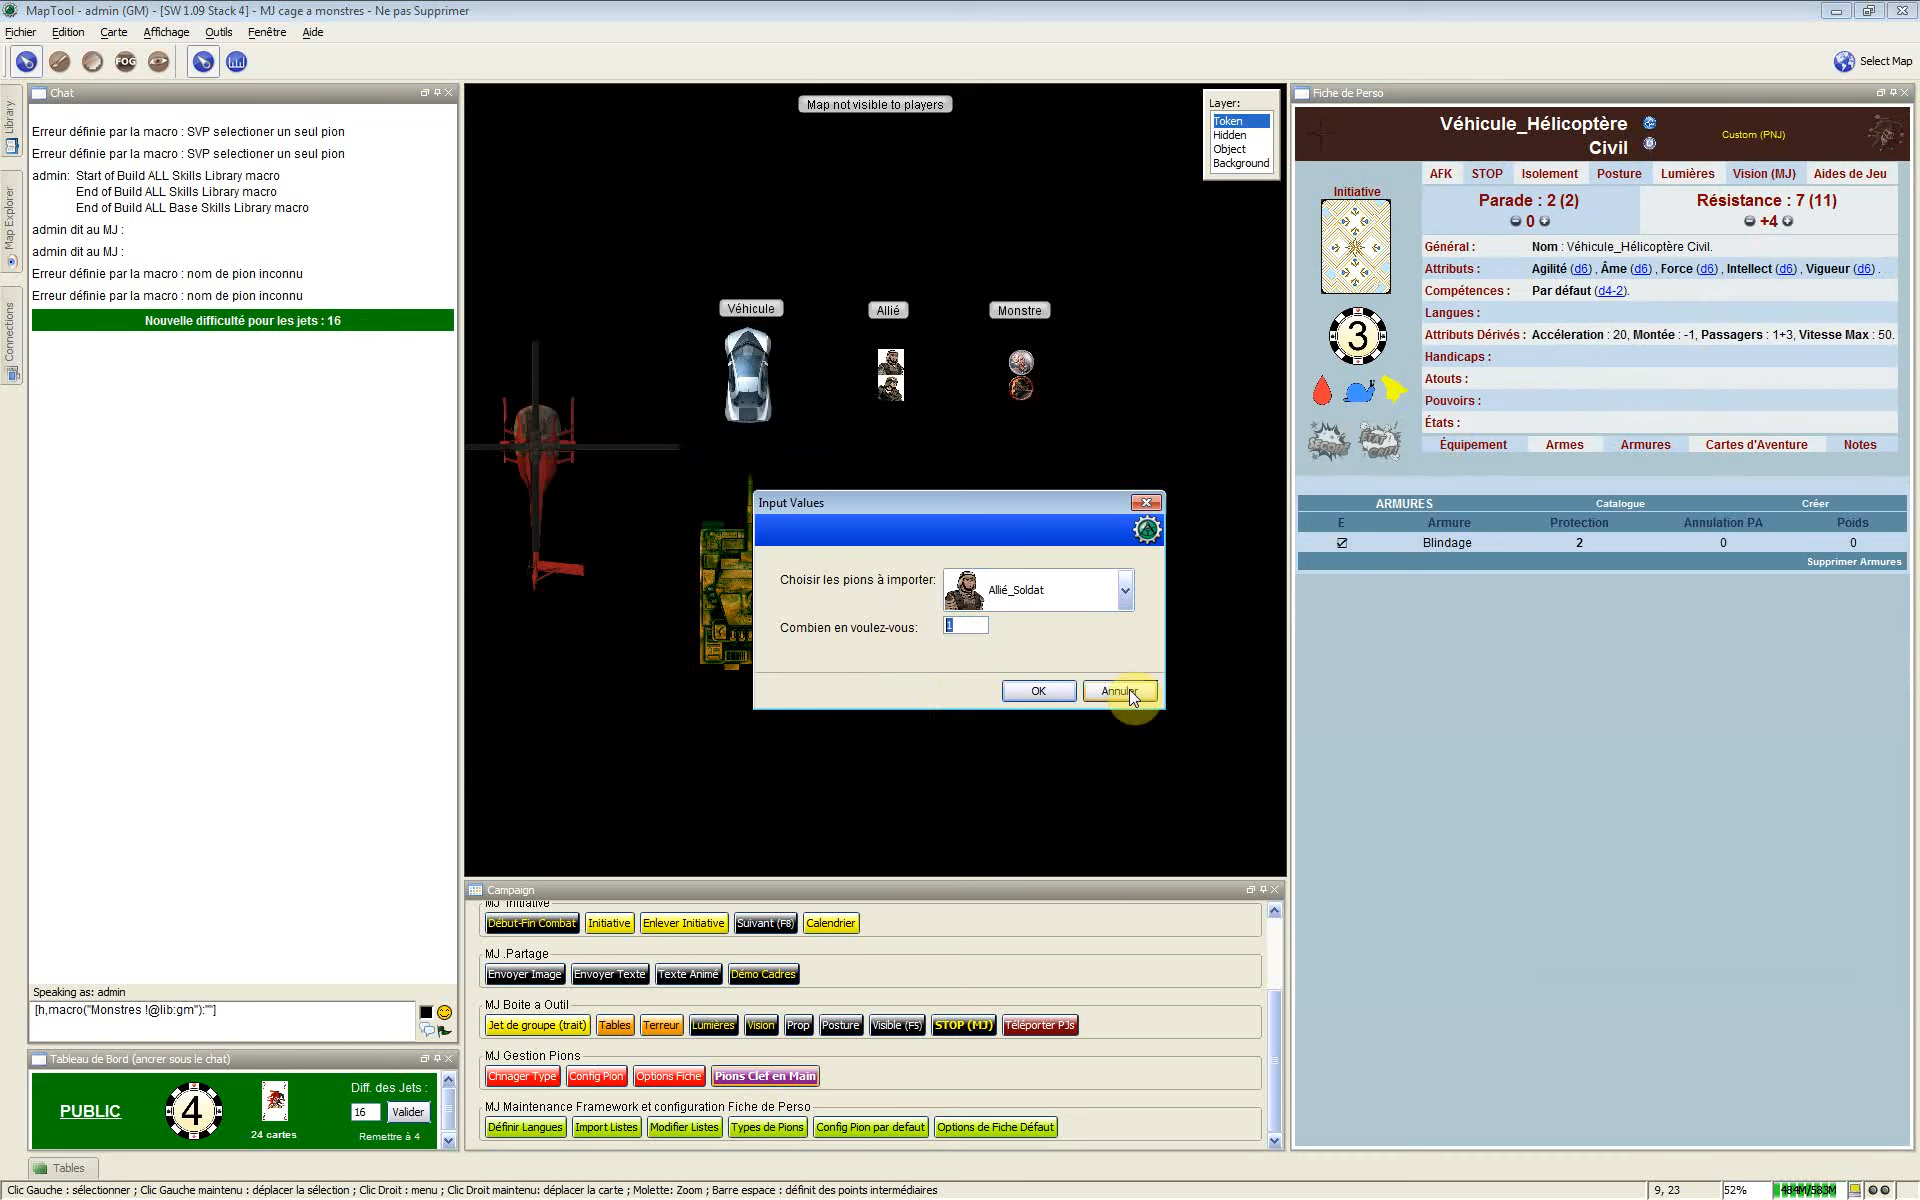 MapTool - admin (GM) - [SW 1.09 Stack 4] - MJ cage a monstres - Ne pas Supprimer
Fichier Edition Carte Affichage Outils Fenêtre Aide
FOG
Select Map
Library
Map Explorer
Connections
Chat
Erreur définie par la macro : SVP selectioner un seul pion
Erreur définie par la macro : SVP selectioner un seul pion
admin: Start of Build ALL Skills Library macro
End of Build ALL Skills Library macro
End of Build ALL Base Skills Library macro
admin dit au MJ :
admin dit au MJ :
Erreur définie par la macro : nom de pion inconnu
Erreur définie par la macro : nom de pion inconnu
Nouvelle difficulté pour les jets : 16
Speaking as: admin
[h,macro("Monstres !@lib:gm"):""]
Tableau de Bord (ancrer sous le chat)
PUBLIC
4
24 cartes
Diff. des Jets :
16 Valider
Remettre à 4
Tables
Map not visible to players
Layer:
Token
Hidden
Object
Background
Véhicule
Allié
Monstre
Input Values
Choisir les pions à importer: Allié_Soldat
Combien en voulez-vous: 1
OK Annuler
Campaign
MJ Initiative
Début-Fin Combat Initiative Enlever Initiative Suivant (F8) Calendrier
MJ .Partage
Envoyer Image Envoyer Texte Texte Animé Démo Cadres
MJ Boite a Outil
Jet de groupe (trait) Tables Terreur Lumières Vision Prop Posture Visible (F5) STOP (MJ) Téléporter PJs
MJ Gestion Pions
Chnager Type Config Pion Options Fiche Pions Clef en Main
MJ Maintenance Framework et configuration Fiche de Perso
Définir Langues Import Listes Modifier Listes Types de Pions Config Pion par defaut Options de Fiche Défaut
Fiche de Perso
Véhicule_Hélicoptère
Civil
Custom (PNJ)
AFK STOP Isolement Posture Lumières Vision (MJ) Aides de Jeu
Initiative
Parade : 2 (2)
0
Résistance : 7 (11)
+4
3
Général : Nom : Véhicule_Hélicoptère Civil.
Attributs : Agilité (d6) , Âme (d6) , Force (d6) , Intellect (d6) , Vigueur (d6) .
Compétences : Par défaut (d4-2).
Langues :
Attributs Dérivés : Accéleration : 20, Montée : -1, Passagers : 1+3, Vitesse Max : 50.
Handicaps :
Atouts :
Pouvoirs :
États :
Équipement Armes Armures Cartes d'Aventure Notes
ARMURES Catalogue Créer
E Armure Protection Annulation PA Poids
Blindage 2 0 0
Supprimer Armures
Clic Gauche : sélectionner ; Clic Gauche maintenu : déplacer la sélection ; Clic Droit : menu ; Clic Droit maintenu: déplacer la carte ; Molette: Zoom ; Barre espace : définit des points intermédiaires
9, 23
52%
484M/583M